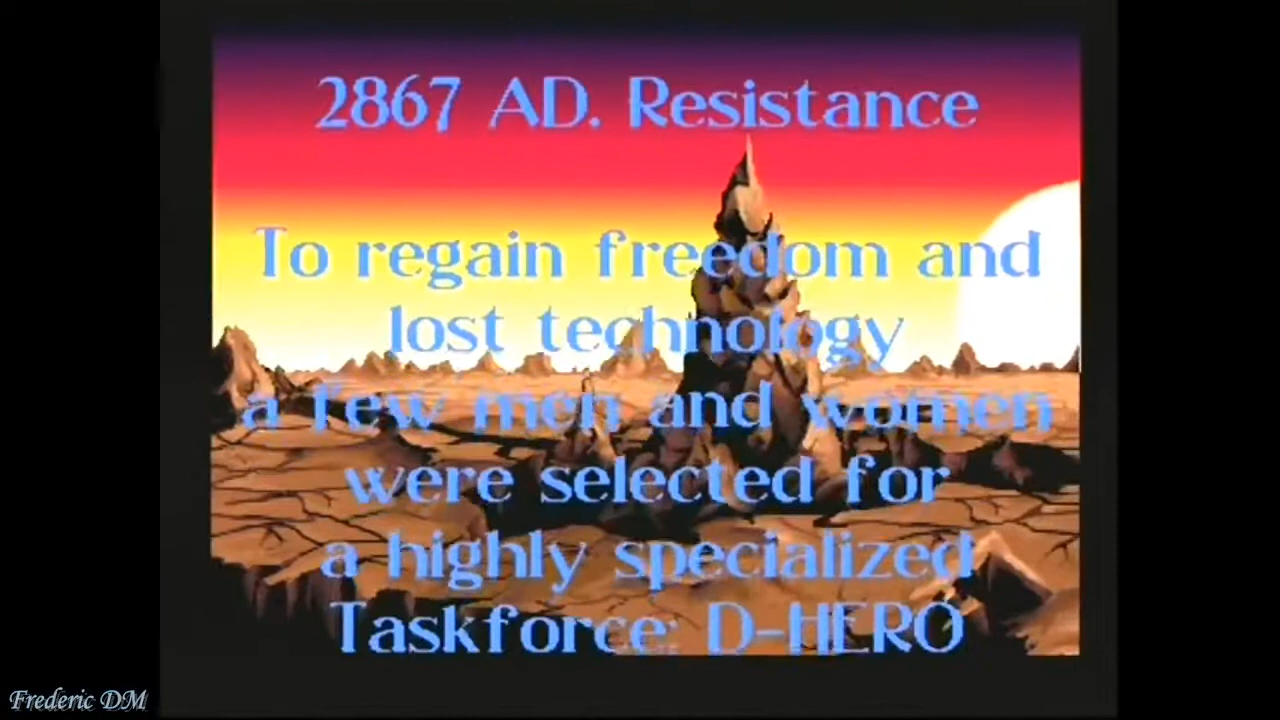 2867 AD. Resistance
To regain freedom and
lost technology
a few men and women
were selected for
a highly specialized
Taskforce: D-HERO
Frederic DM